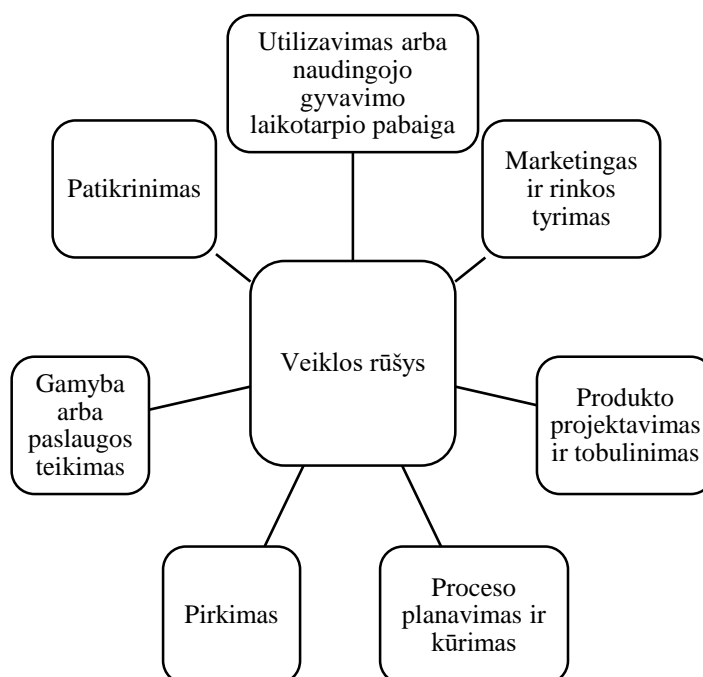 Utilizavimas arba
naudingojo
gyvavimo
laikotarpio pabaiga
Marketingas
ir rinkos
tyrimas
Produkto
projektavimas
ir tobulinimas
Proceso
planavimas ir
kūrimas
Pirkimas
Gamyba
arba
paslaugos
teikimas
Patikrinimas
Veiklos rūšys